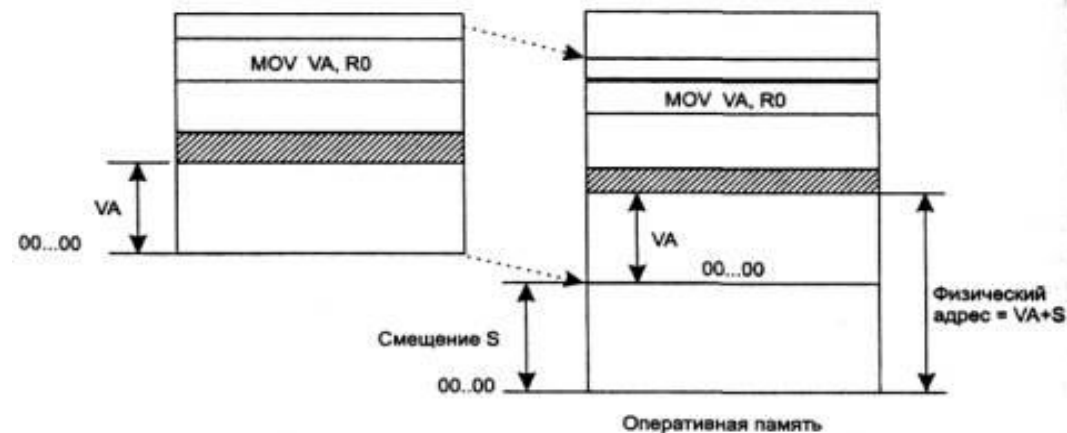 MOV VA, R0
MOV VA, R0
VA
00...00
VA
00...00
Смещение S
Физический
адрес = VA+S
00..00
Оперативная память